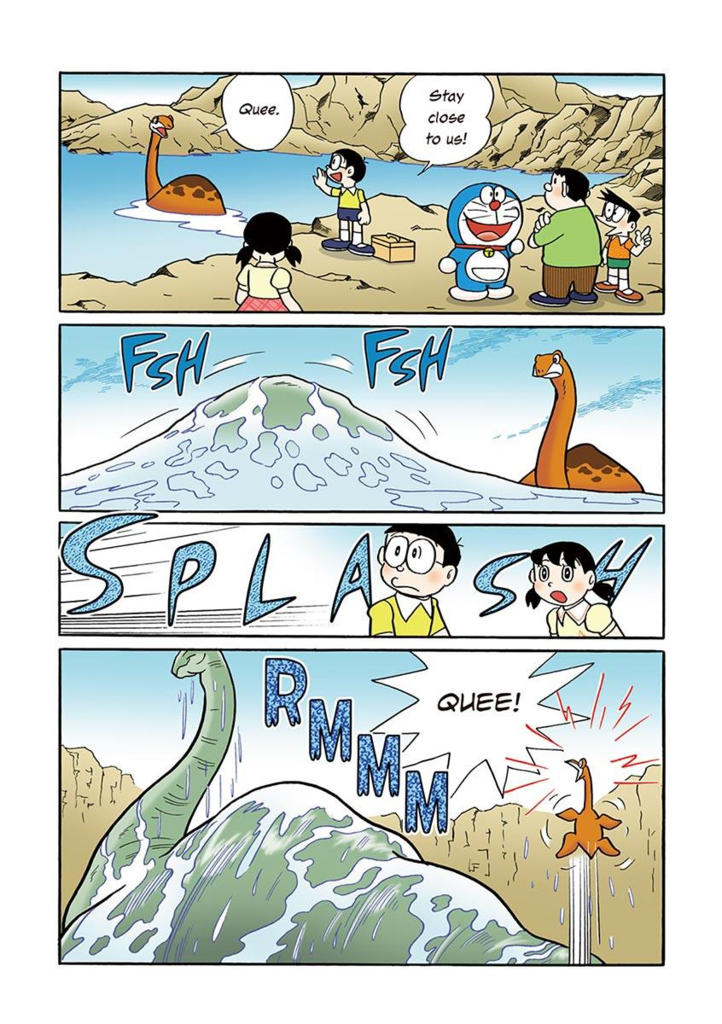 Quee.
Stay
close
to us!
FSH
FSH
SPLASH
RMMM
QUEE!